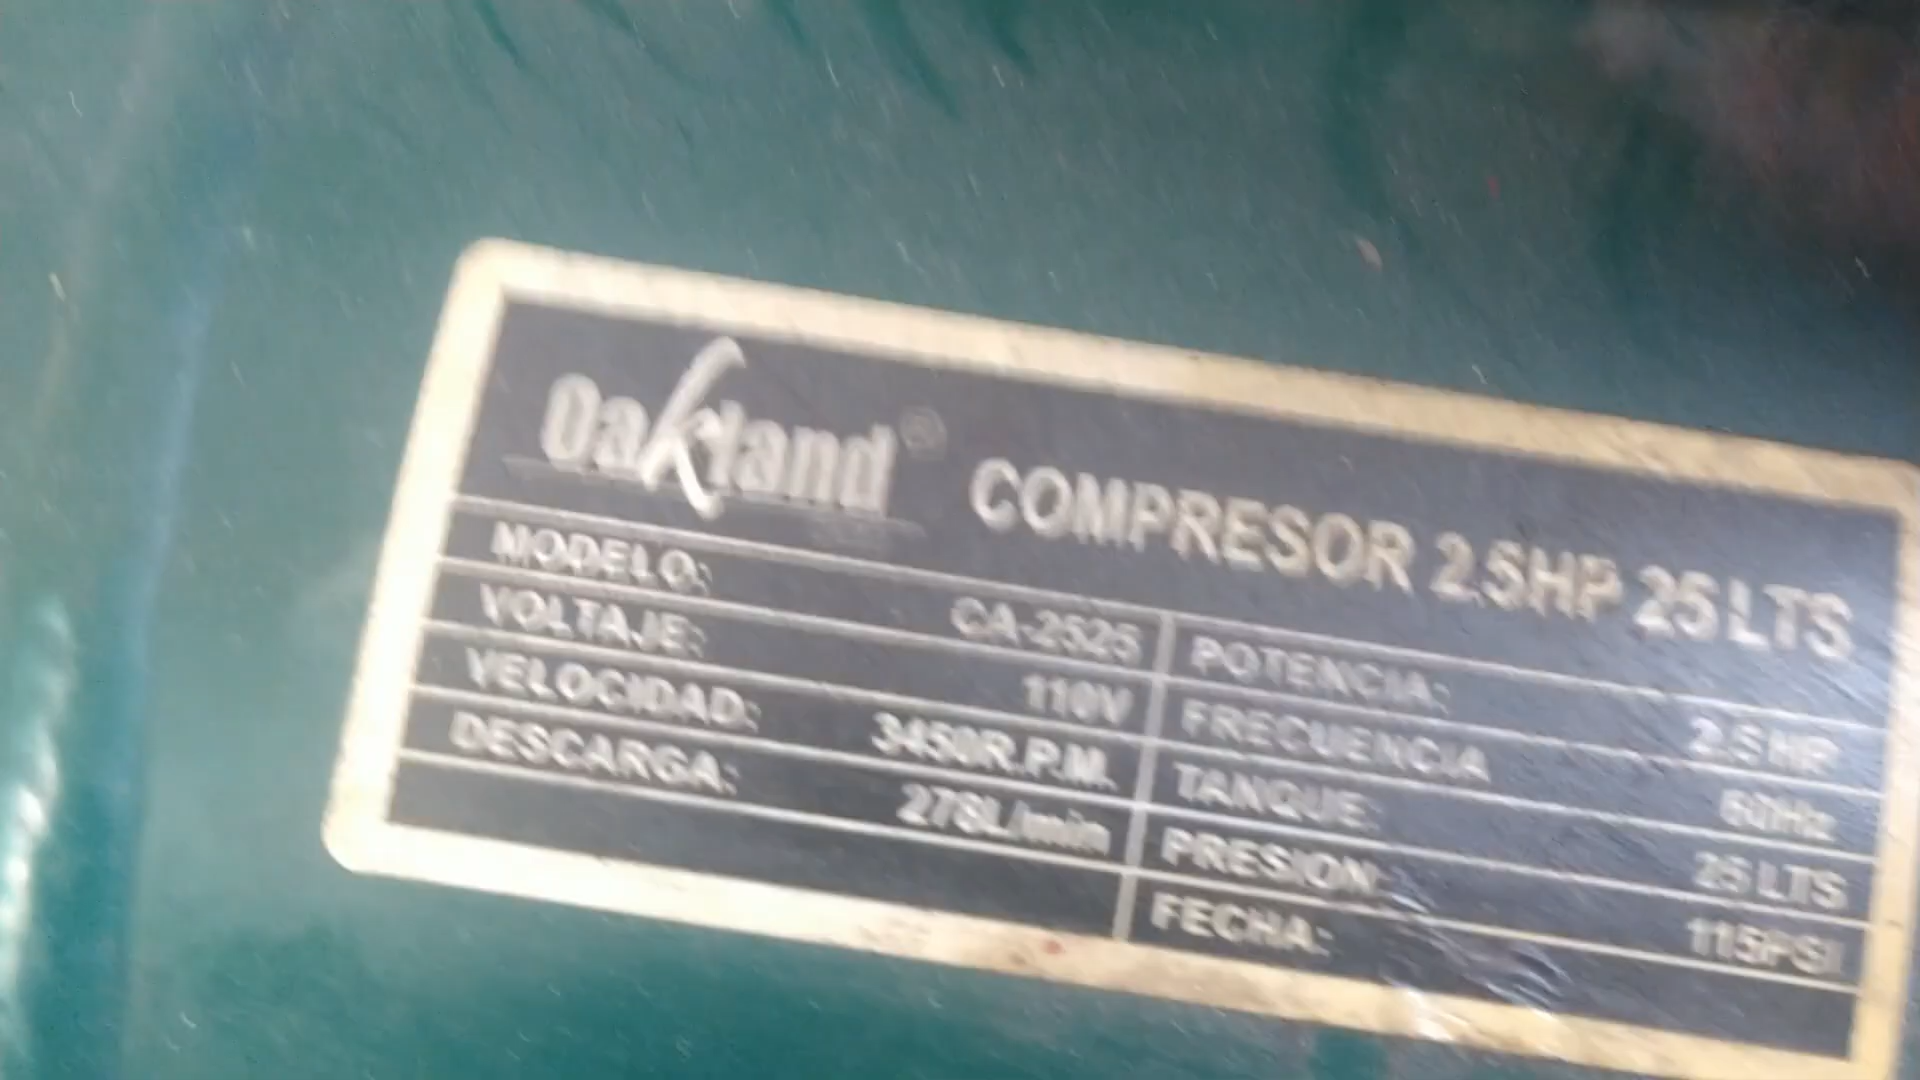 Oakland® COMPRESOR 2.5HP 25 LTS
MODELO: CA-2525
VOLTAJE: 110V
VELOCIDAD: 3450R.P.M.
DESCARGA: 278L/min
POTENCIA: 2.5 HP
FRECUENCIA 60Hz
TANQUE: 25 LTS
PRESION: 115PSI
FECHA: